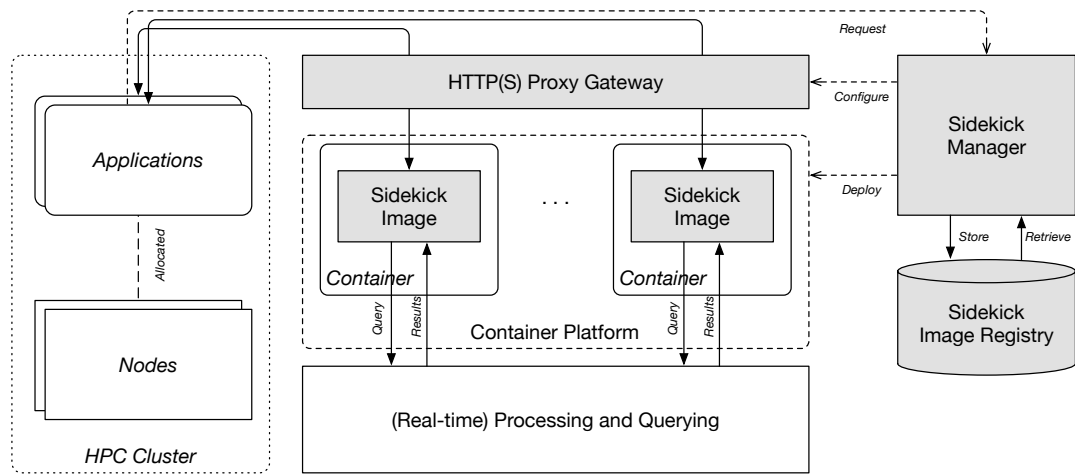 Request
HTTP(S) Proxy Gateway
Configure
Sidekick
Manager
Applications
Sidekick
Image
. . .
Sidekick
Image
Deploy
Allocated
Container
Container
Store
Retrieve
Query
Results
Query
Results
Container Platform
Sidekick
Image Registry
Nodes
(Real-time) Processing and Querying
HPC Cluster